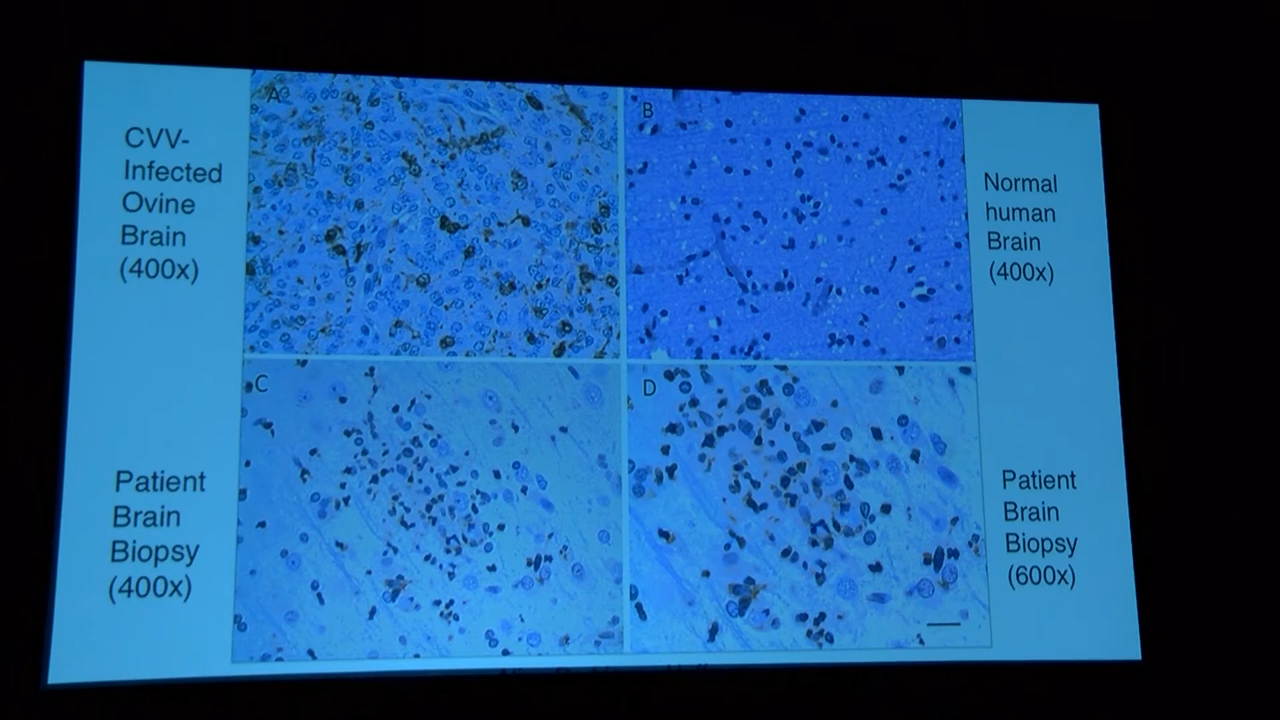 CVV-
Infected
Ovine
Brain
(400x)
A
B
Normal
human
Brain
(400x)
Patient
Brain
Biopsy
(400x)
C
D
Patient
Brain
Biopsy
(600x)